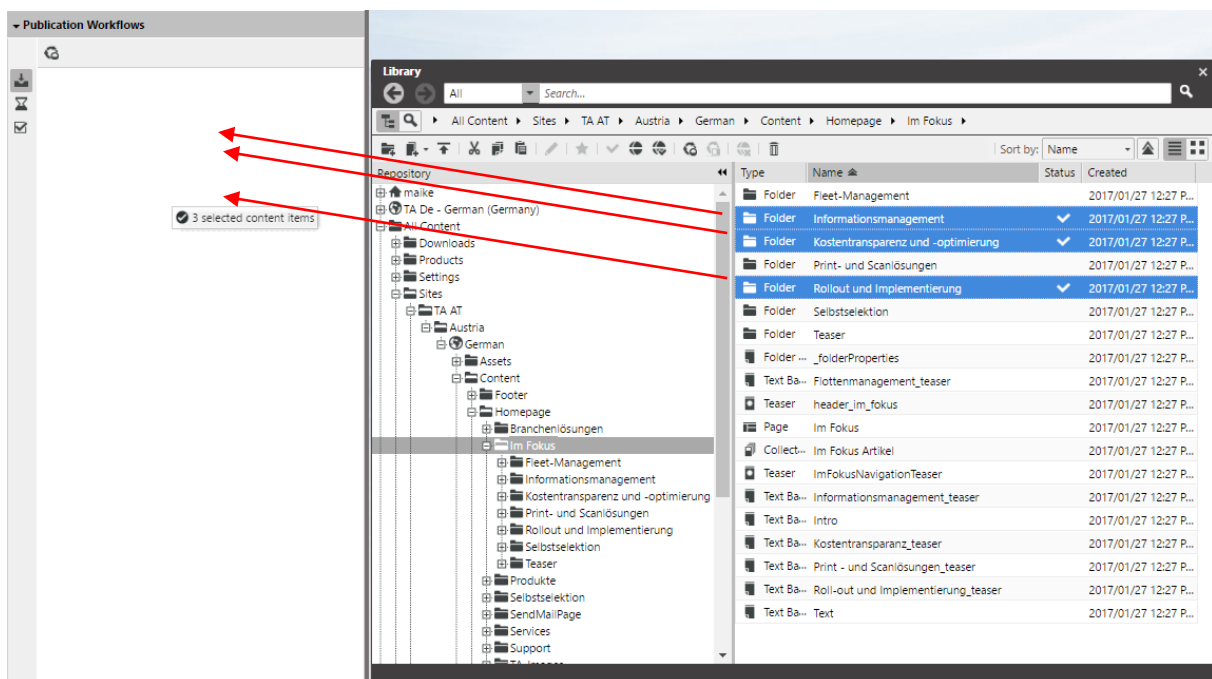 Publication Workflows
3 selected content items
Library
All
Search...
All Content Sites TA AT Austria German Content Homepage Im Fokus
Sort by: Name
Repository
maike
TA De - German (Germany)
All Content
Downloads
Products
Settings
Sites
TA AT
Austria
German
Assets
Content
Footer
Homepage
Branchenlösungen
Im Fokus
Fleet-Management
Informationsmanagement
Kostentransparenz und -optimierung
Print- und Scanlösungen
Rollout und Implementierung
Selbstselektion
Teaser
Produkte
Selbstselektion
SendMailPage
Services
Support
TA-Images
Type Name Status Created
Folder Fleet-Management 2017/01/27 12:27 P...
Folder Informationsmanagement 2017/01/27 12:27 P...
Folder Kostentransparenz und -optimierung 2017/01/27 12:27 P...
Folder Print- und Scanlösungen 2017/01/27 12:27 P...
Folder Rollout und Implementierung 2017/01/27 12:27 P...
Folder Selbstselektion 2017/01/27 12:27 P...
Folder Teaser 2017/01/27 12:27 P...
Folder ... _folderProperties 2017/01/27 12:27 P...
Text Ba... Flottenmanagement_teaser 2017/01/27 12:27 P...
Teaser header_im_fokus 2017/01/27 12:27 P...
Page Im Fokus 2017/01/27 12:27 P...
Collect... Im Fokus Artikel 2017/01/27 12:27 P...
Teaser ImFokusNavigationTeaser 2017/01/27 12:27 P...
Text Ba... Informationsmanagement_teaser 2017/01/27 12:27 P...
Text Ba... Intro 2017/01/27 12:27 P...
Text Ba... Kostentransparanz_teaser 2017/01/27 12:27 P...
Text Ba... Print - und Scanlösungen_teaser 2017/01/27 12:27 P...
Text Ba... Roll-out und Implementierung_teaser 2017/01/27 12:27 P...
Text Ba... Text 2017/01/27 12:27 P...